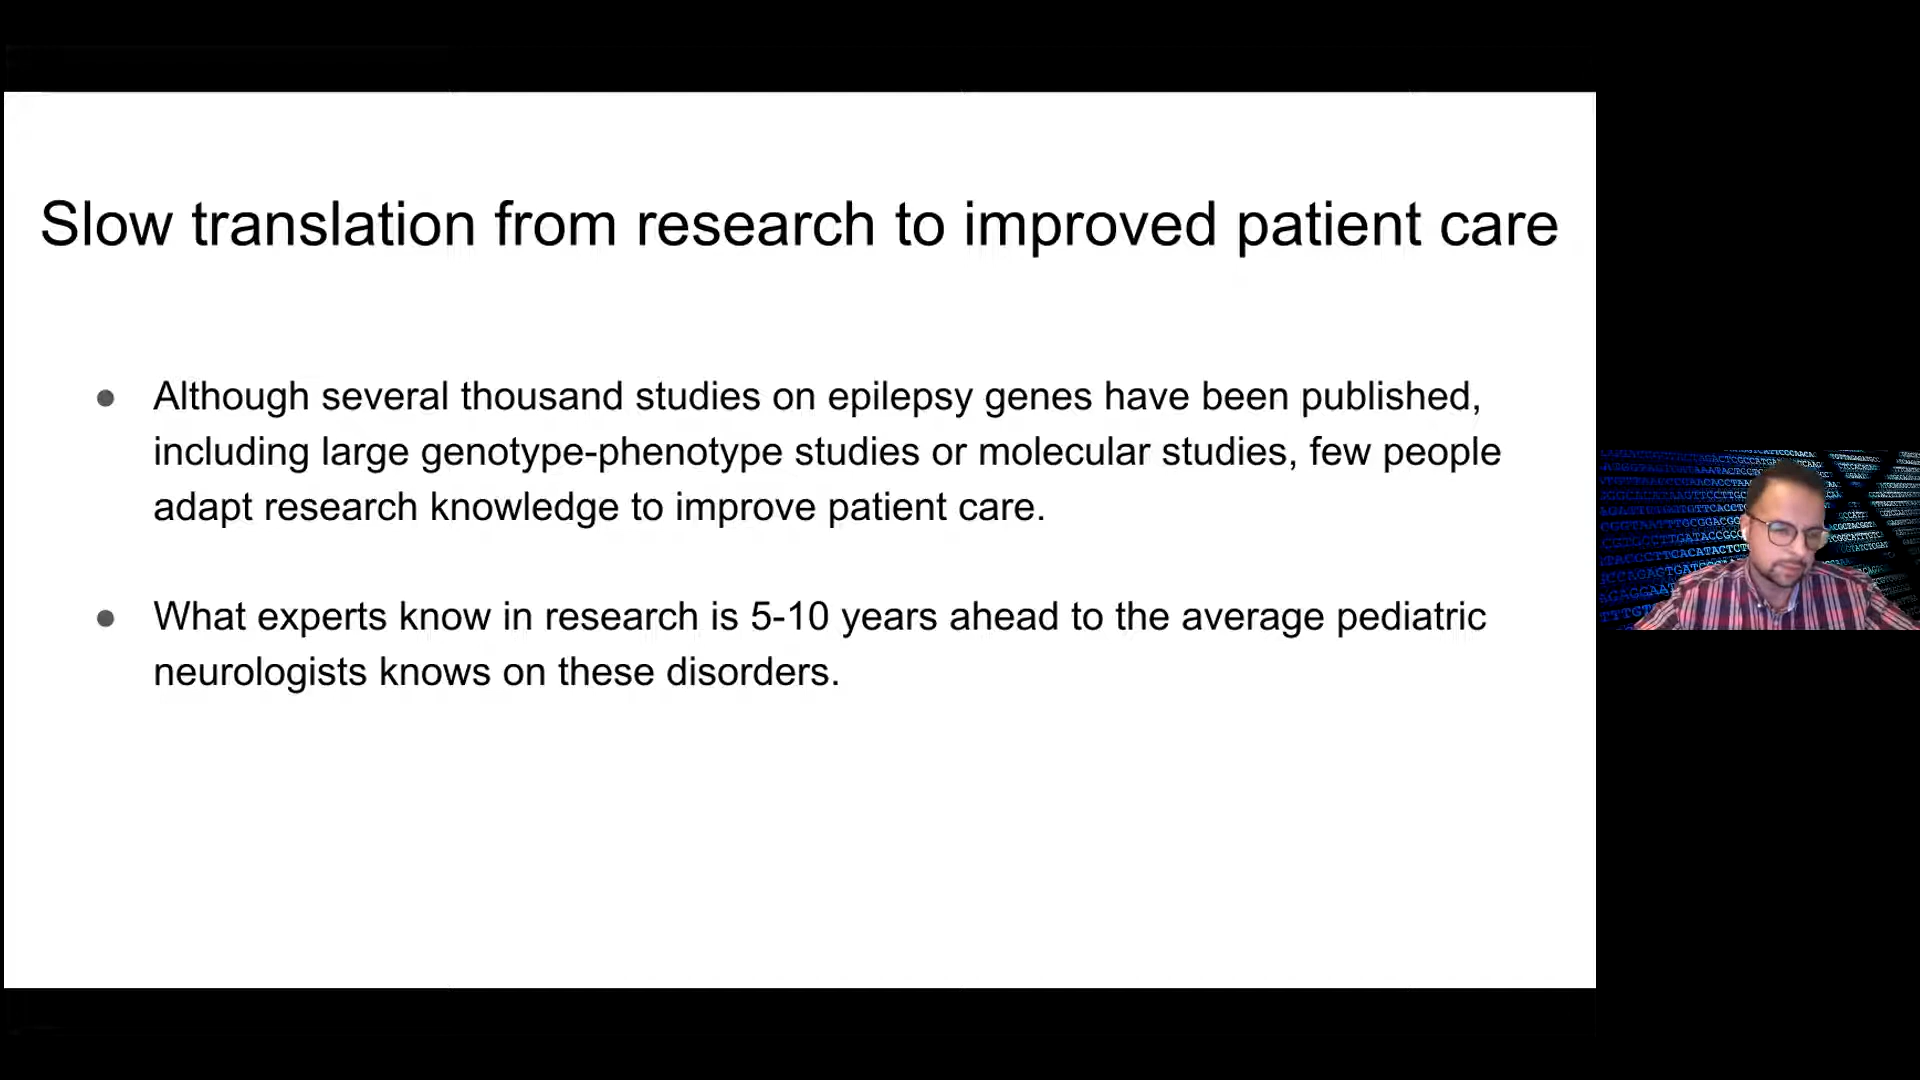 Slow translation from research to improved patient care
Although several thousand studies on epilepsy genes have been published,
including large genotype-phenotype studies or molecular studies, few people
adapt research knowledge to improve patient care.
What experts know in research is 5-10 years ahead to the average pediatric
neurologists knows on these disorders.